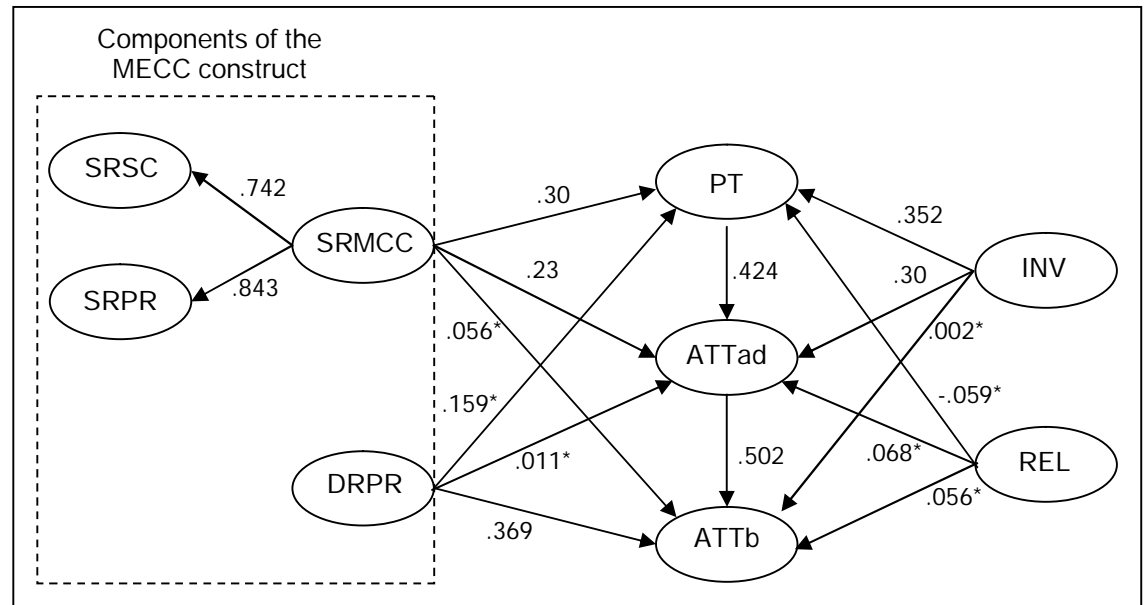 Components of the
MECC construct
SRSC
.742
SRPR
.843
SRMCC
DRPR
.30
.23
.056*
.159*
.011*
.369
PT
.424
ATTad
.502
ATTb
.352
.30
.002*
-.059*
.068*
.056*
INV
REL